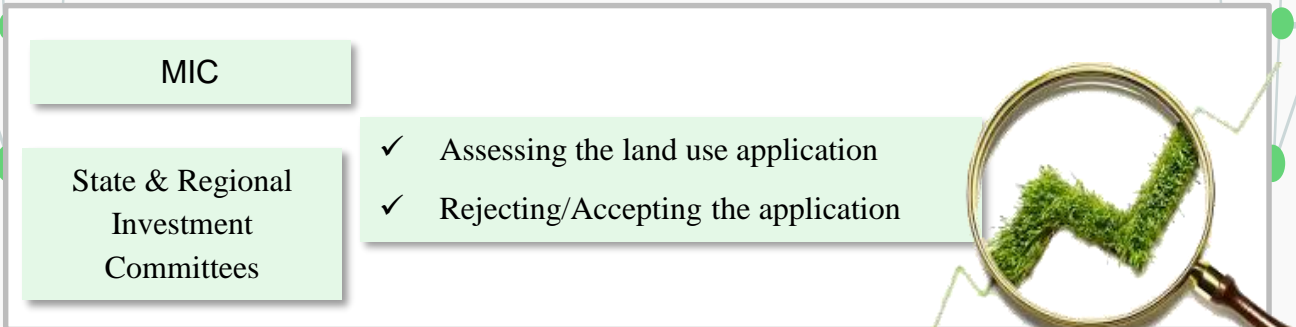 MIC
State & Regional
Investment
Committees
✓ Assessing the land use application
✓ Rejecting/Accepting the application